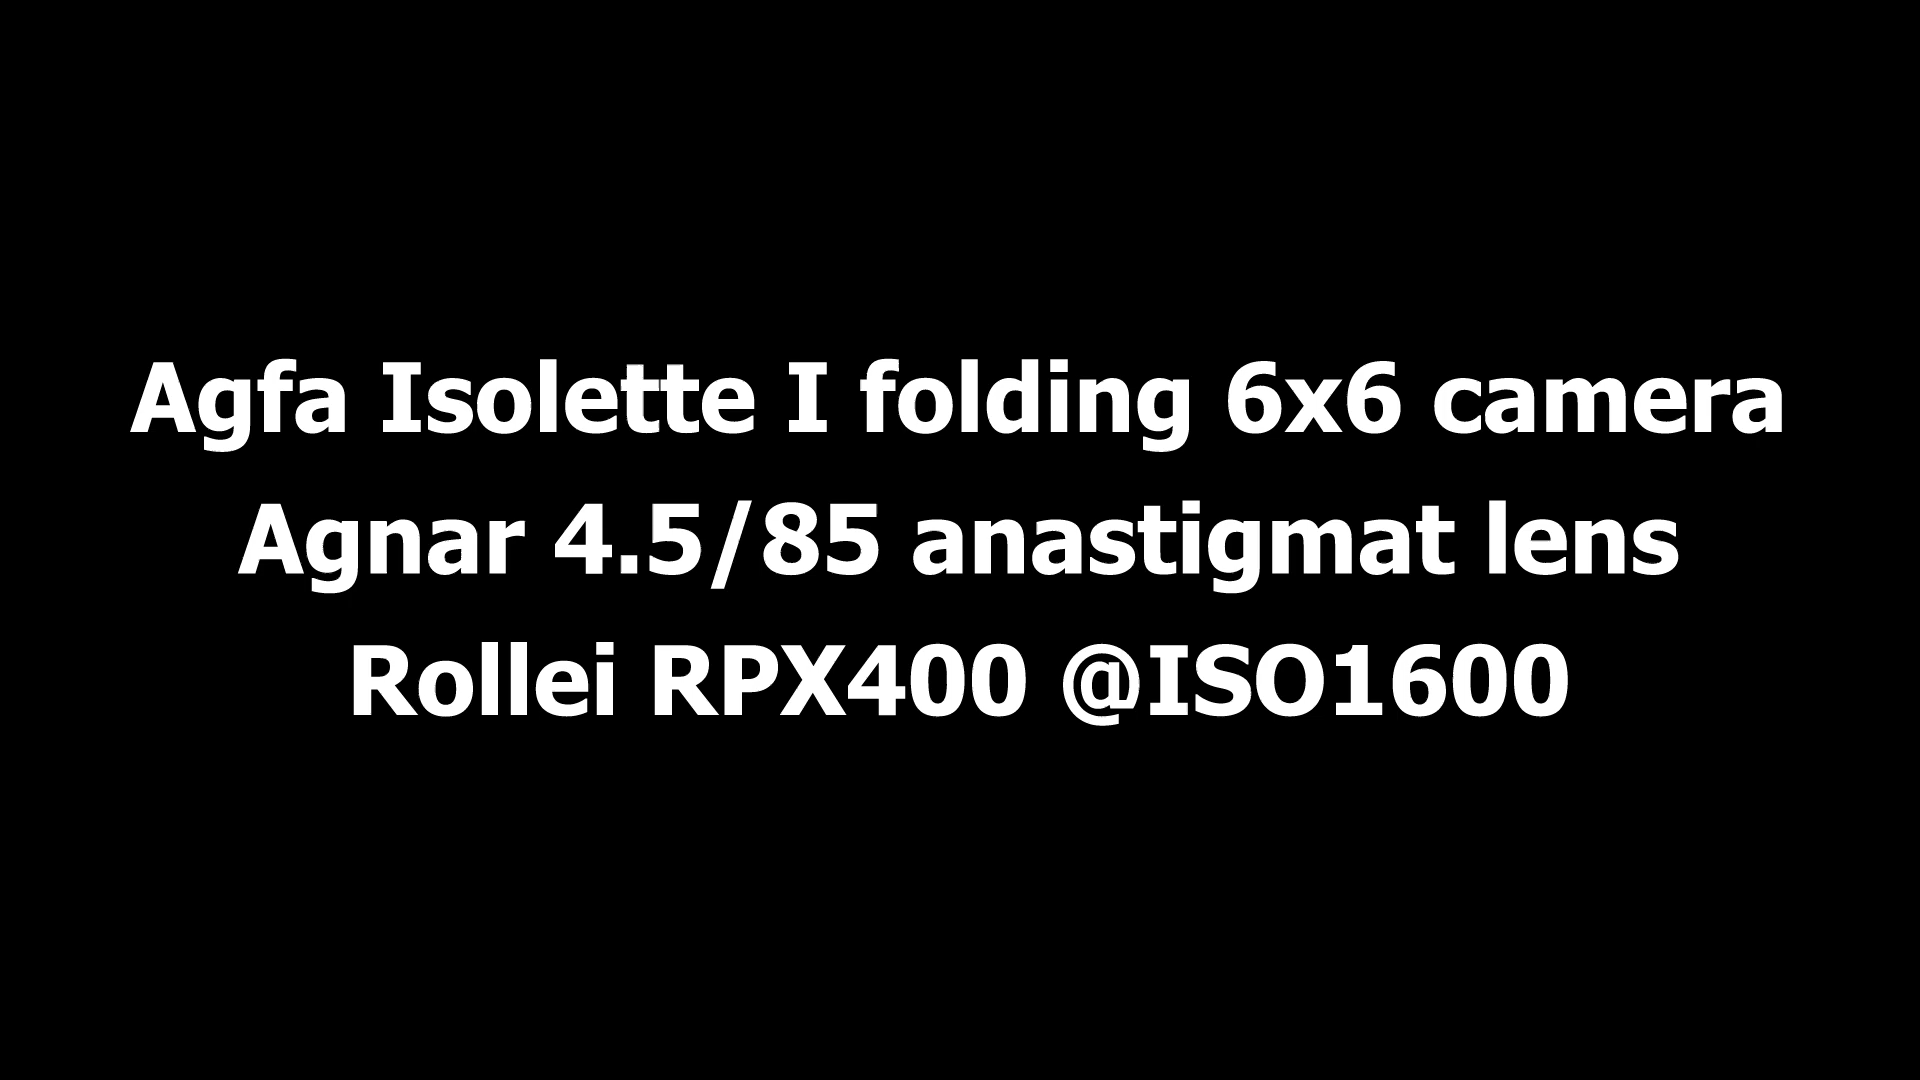 Agfa Isolette I folding 6x6 camera
Agnar 4.5/85 anastigmat lens
Rollei RPX400 @ISO1600